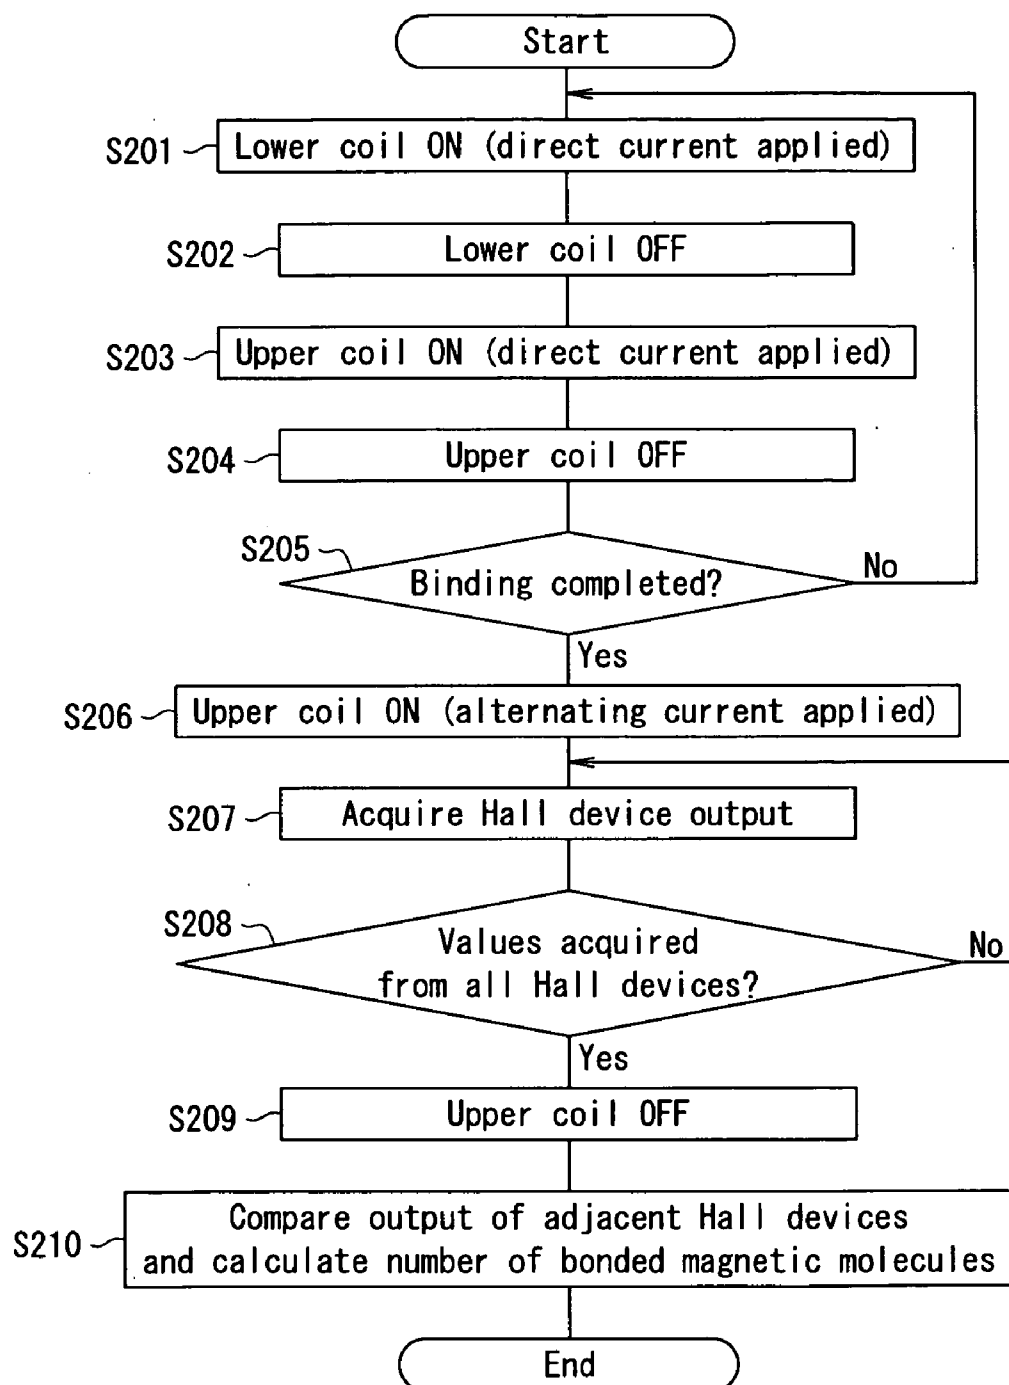 Start
S201
Lower coil ON (direct current applied)
S202
Lower coil OFF
S203
Upper coil ON (direct current applied)
S204
Upper coil OFF
S205
Binding completed?
No
Yes
S206
Upper coil ON (alternating current applied)
S207
Acquire Hall device output
S208
Values acquired
from all Hall devices?
No
Yes
S209
Upper coil OFF
S210
Compare output of adjacent Hall devices
and calculate number of bonded magnetic molecules
End